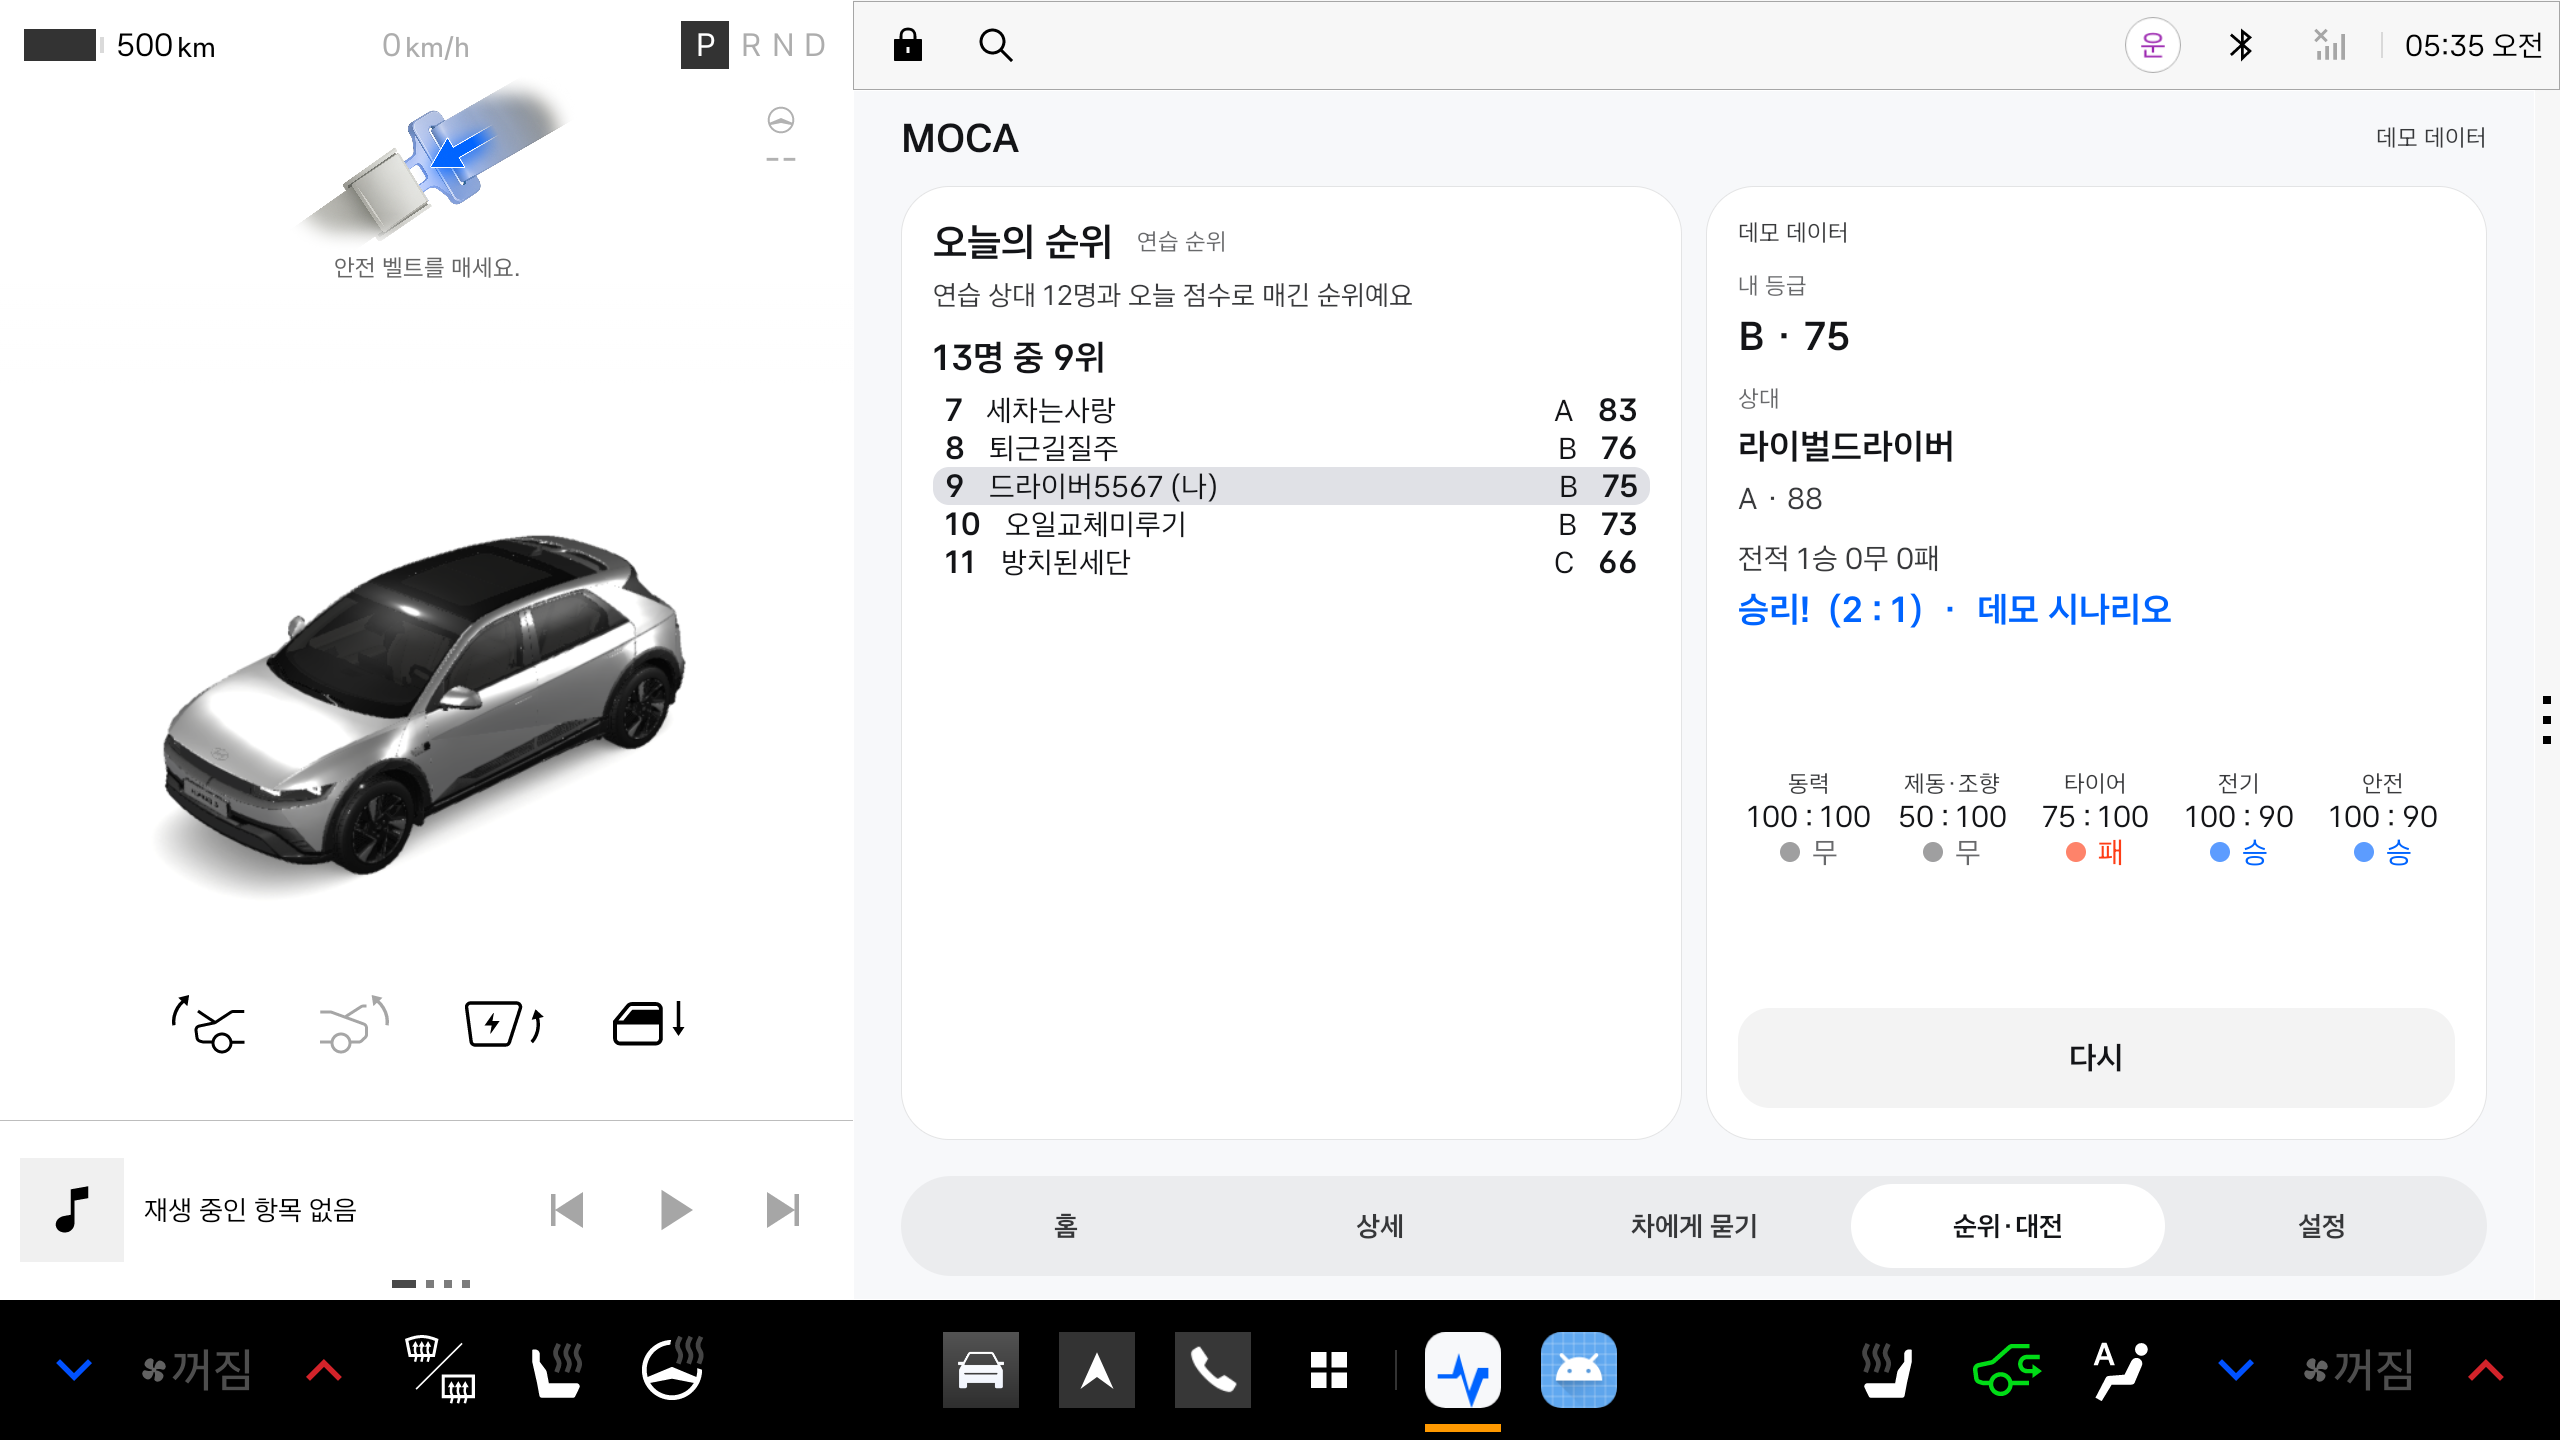 500 km
0 km/h
P R N D
운
05:35 오전
안전 벨트를 매세요.
MOCA
데모 데이터
오늘의 순위 연습 순위
연습 상대 12명과 오늘 점수로 매긴 순위예요
13명 중 9위
7 세차는사랑 A 83
8 퇴근길질주 B 76
9 드라이버5567 (나) B 75
10 오일교체미루기 B 73
11 방치된세단 C 66
데모 데이터
내 등급
B · 75
상대
라이벌드라이버
A · 88
전적 1승 0무 0패
승리! (2 : 1) · 데모 시나리오
동력 제동·조향 타이어 전기 안전
100 : 100 50 : 100 75 : 100 100 : 90 100 : 90
무 무 패 승 승
다시
재생 중인 항목 없음
홈 상세 차에게 묻기 순위·대전 설정
꺼짐
A
꺼짐